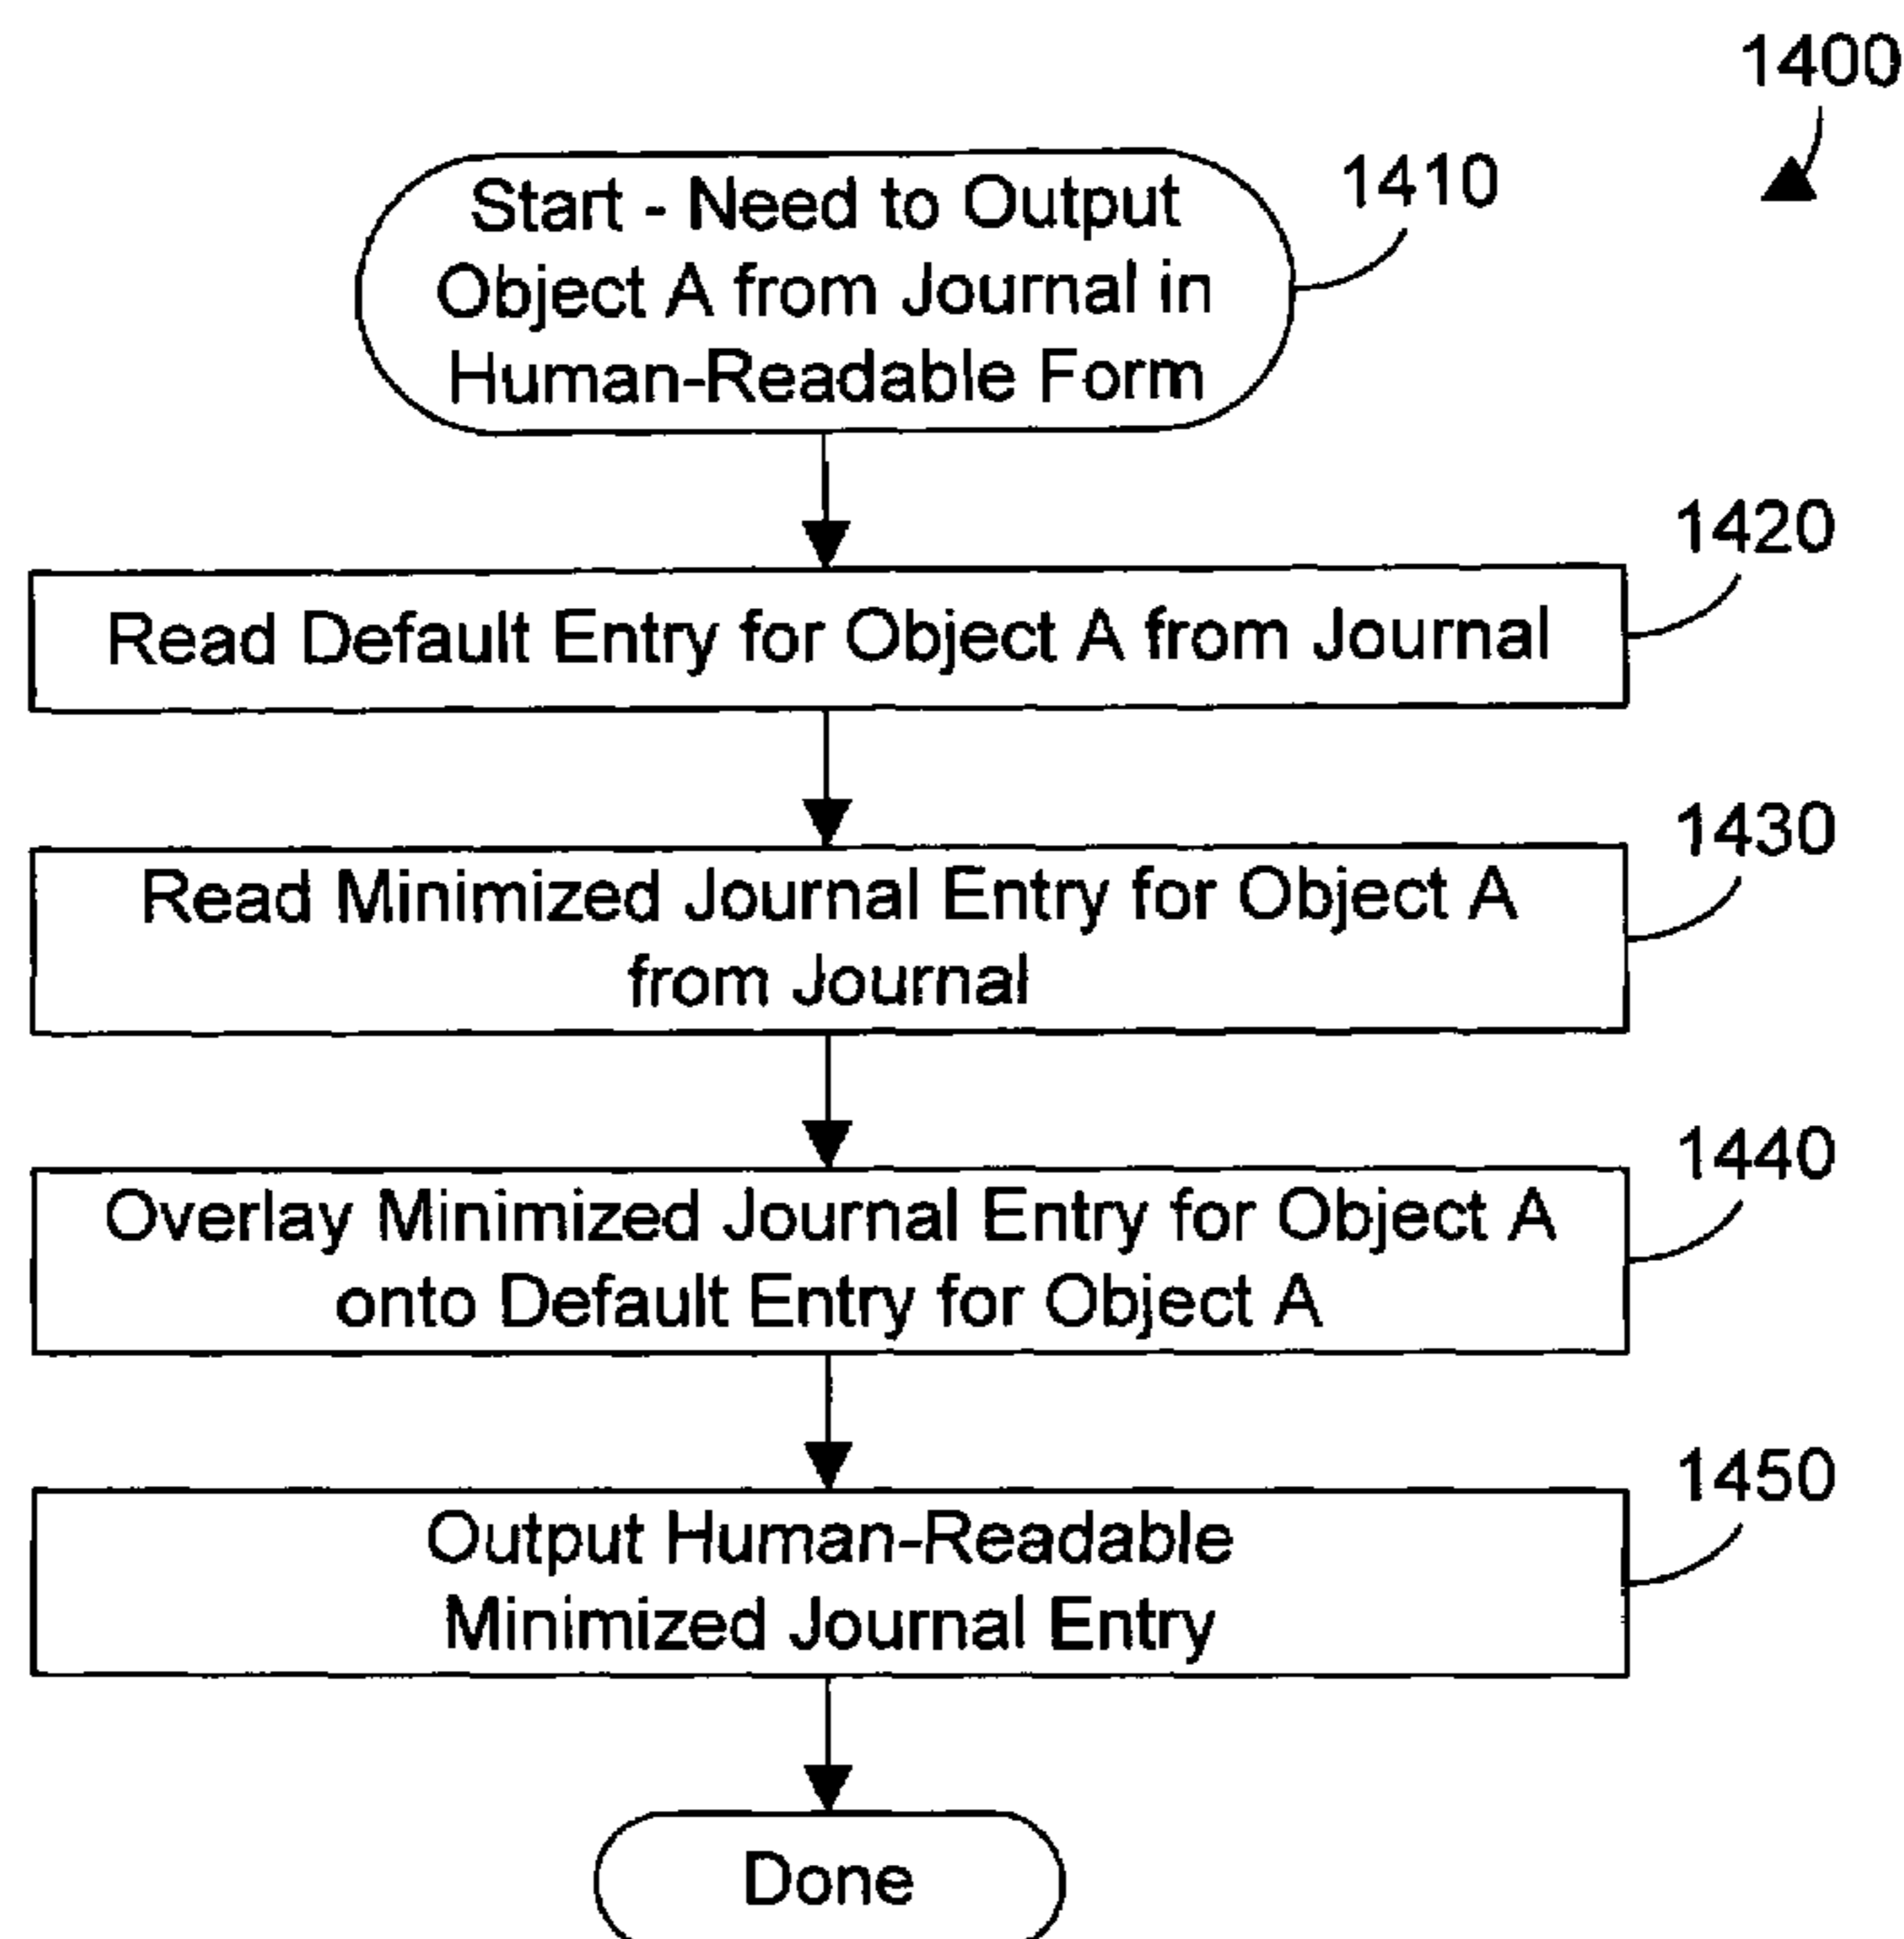 1400
Start - Need to Output
Object A from Journal in
Human-Readable Form
1410
1420
Read Default Entry for Object A from Journal
1430
Read Minimized Journal Entry for Object A
from Journal
1440
Overlay Minimized Journal Entry for Object A
onto Default Entry for Object A
1450
Output Human-Readable
Minimized Journal Entry
Done